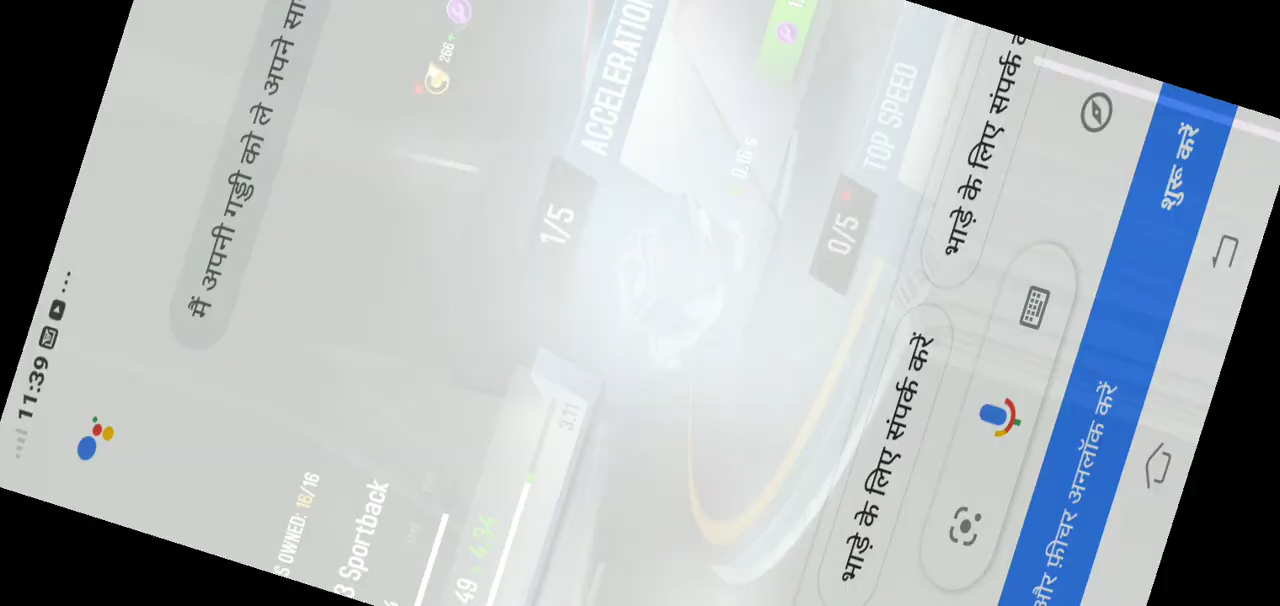 11:39
मैं अपनी गड्डी को ले अपने
266+
S OWNED: 16/16
Sportback
ACCELERATION
1/5
49 4.34
3.11
0.16 s
TOP SPEED
0/5
भाड़े के लिए संपर्क करें
भाड़े के लिए संपर्क
और फ़ीचर अनलॉक करें
शुरू करें